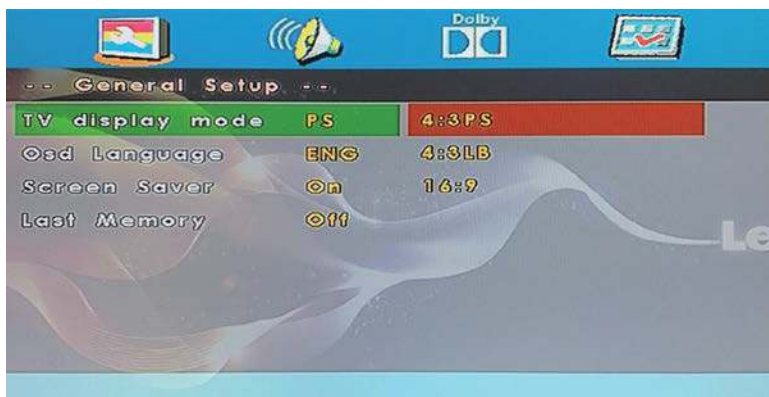 Dolby
-- General Setup --
TV display mode PS 4:3PS
Osd Language ENG 4:3LB
Screen Saver On 16:9
Last Memory Off
Le